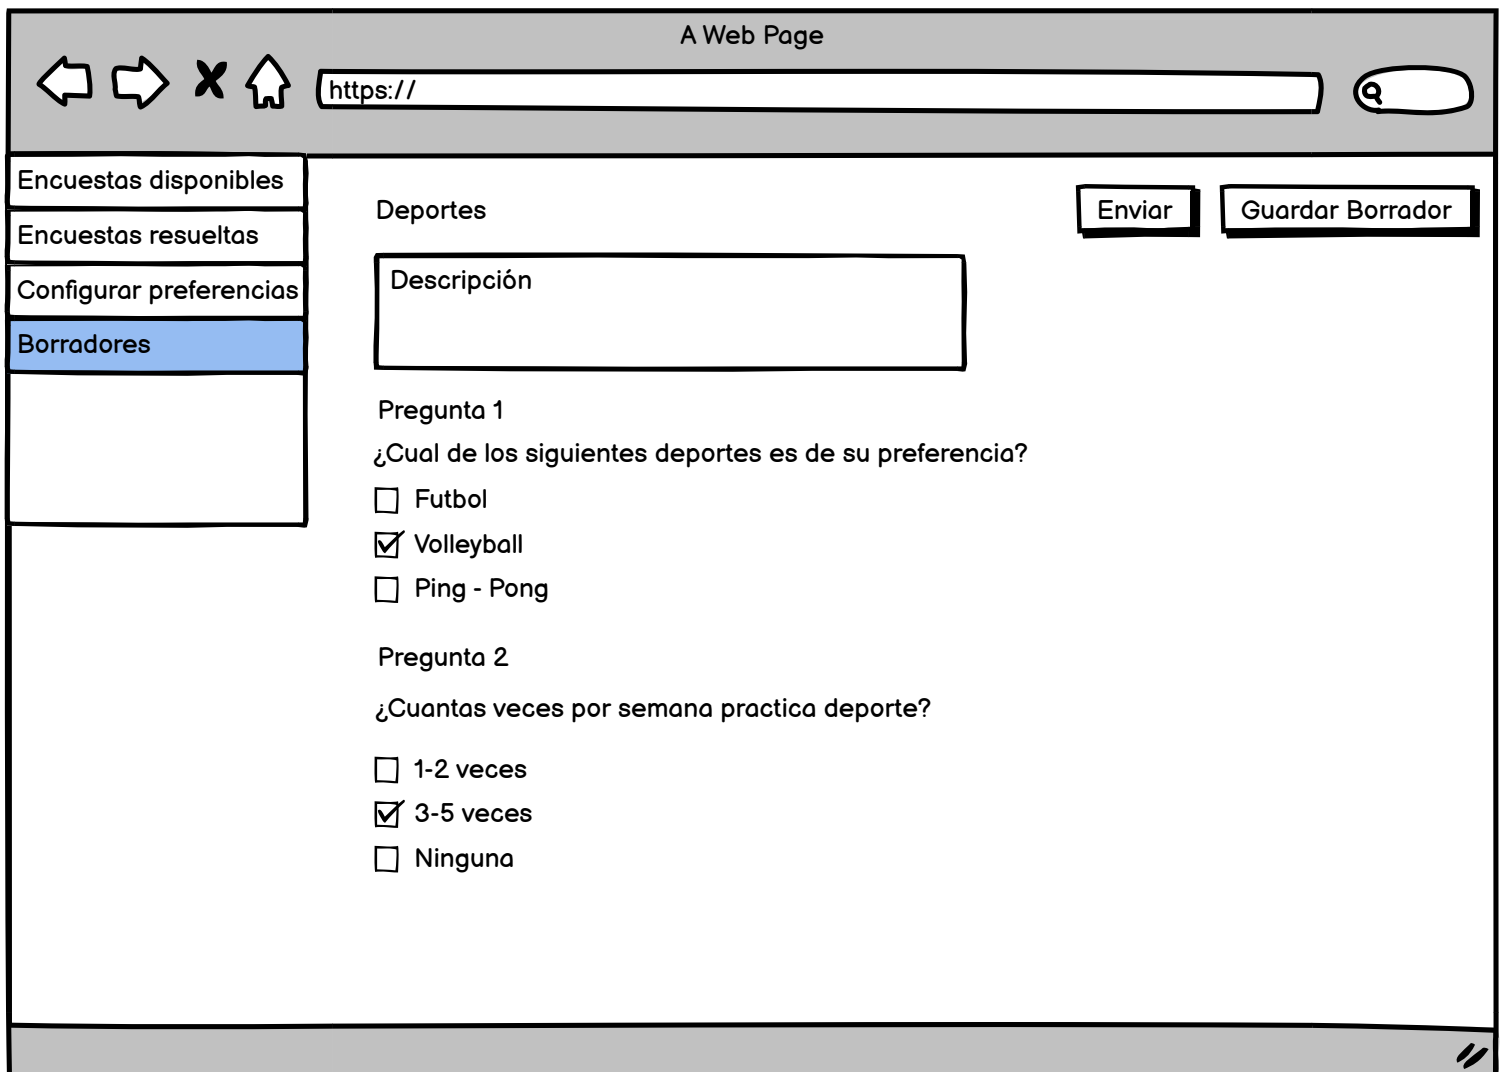 A Web Page
https://
Encuestas disponibles
Encuestas resueltas
Configurar preferencias
Borradores
Deportes
Enviar
Guardar Borrador
Descripción
Pregunta 1
¿Cual de los siguientes deportes es de su preferencia?
Futbol
Volleyball
Ping - Pong
Pregunta 2
¿Cuantas veces por semana practica deporte?
1-2 veces
3-5 veces
Ninguna